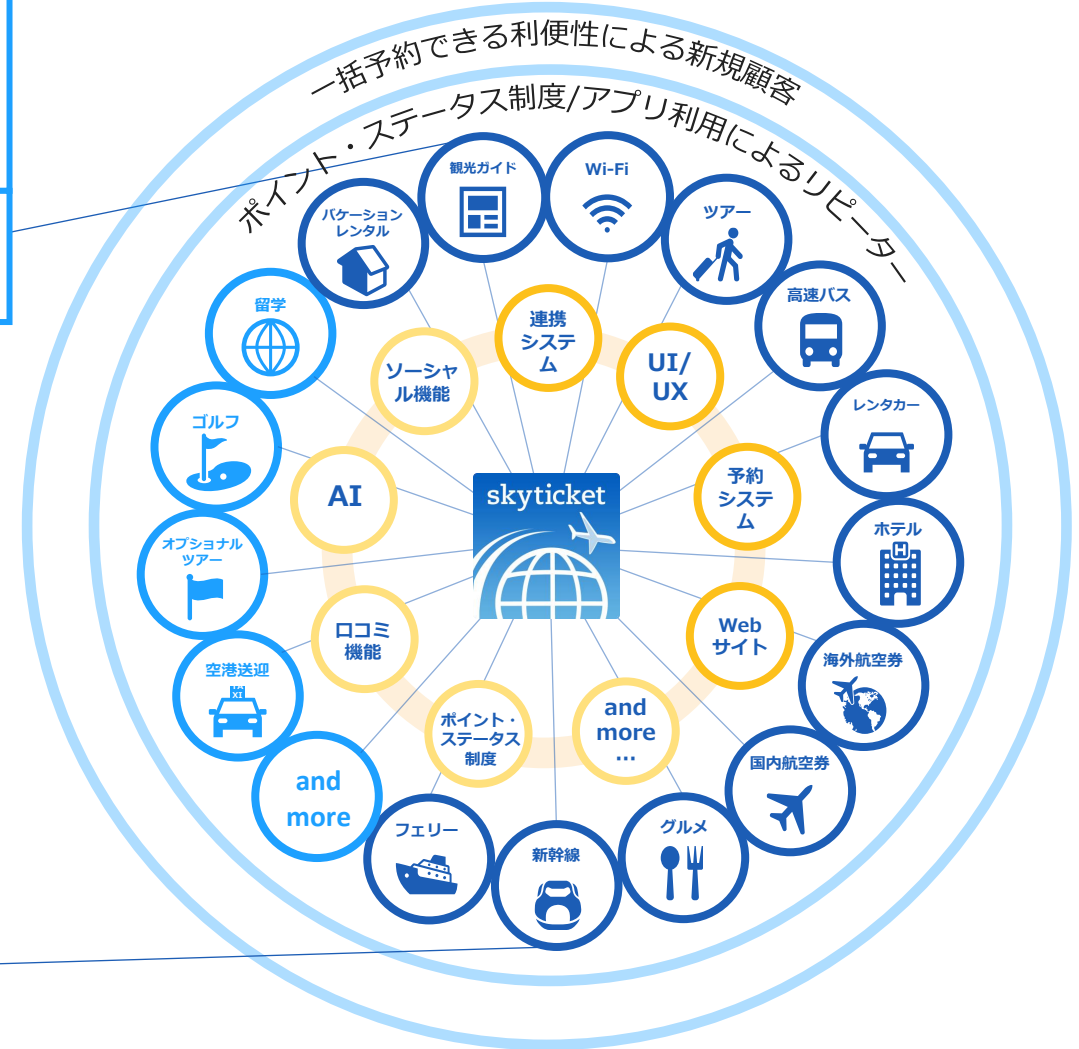 一括予約できる利便性による新規顧客
ポイント・ステータス制度/アプリ利用によるリピーター
観光ガイド
Wi-Fi
ツアー
高速バス
レンタカー
ホテル
海外航空券
国内航空券
グルメ
新幹線
フェリー
and
more
空港送迎
オプショナル
ツアー
ゴルフ
留学
バケーション
レンタル
連携
システ
ム
UI/
UX
予約
システ
ム
Web
サイト
and
more
...
ポイント・
ステータス
制度
口コミ
機能
AI
ソーシャ
ル機能
skyticket
H